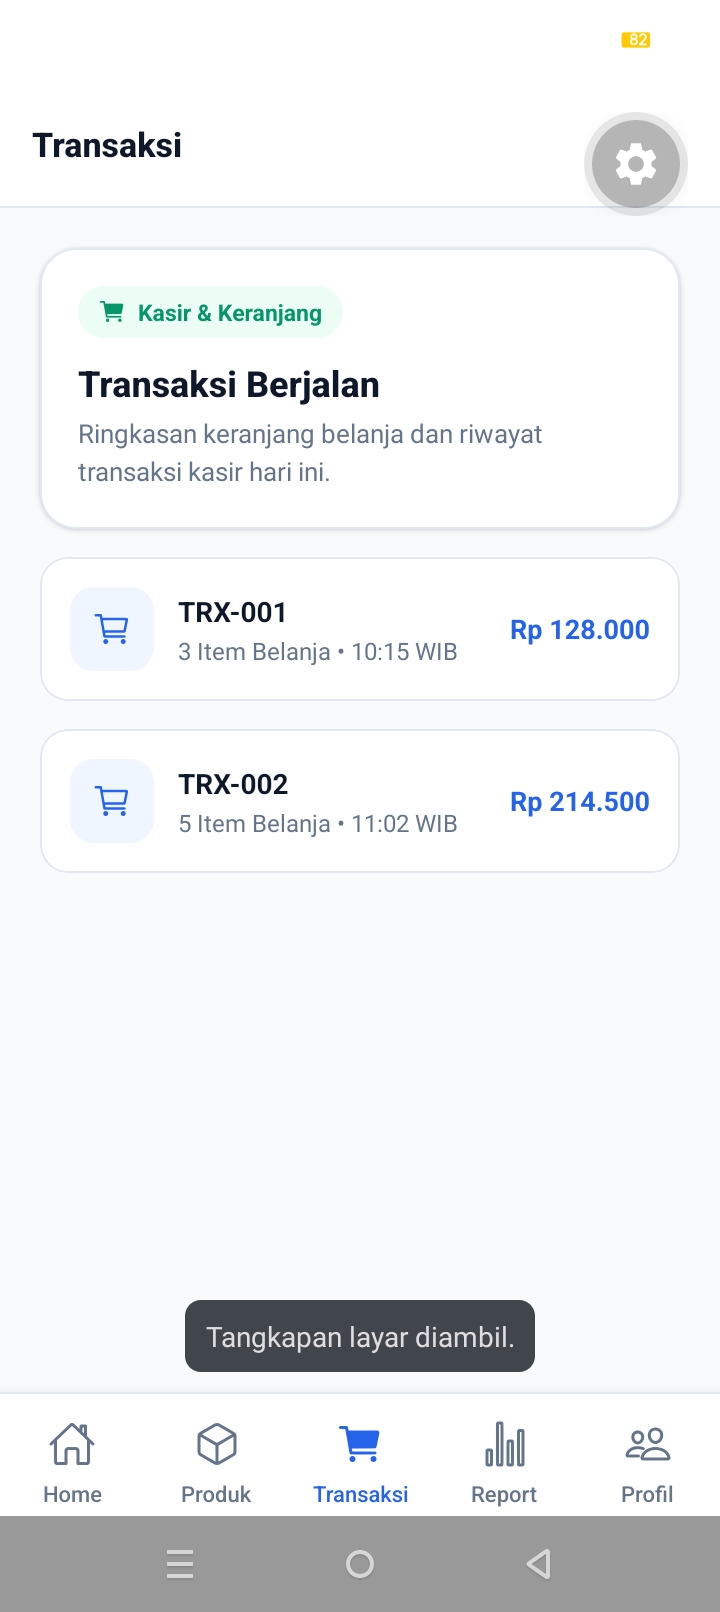 82
Transaksi
Kasir & Keranjang
Transaksi Berjalan
Ringkasan keranjang belanja dan riwayat
transaksi kasir hari ini.
TRX-001
3 Item Belanja • 10:15 WIB
Rp 128.000
TRX-002
5 Item Belanja • 11:02 WIB
Rp 214.500
Tangkapan layar diambil.
Home
Produk
Transaksi
Report
Profil